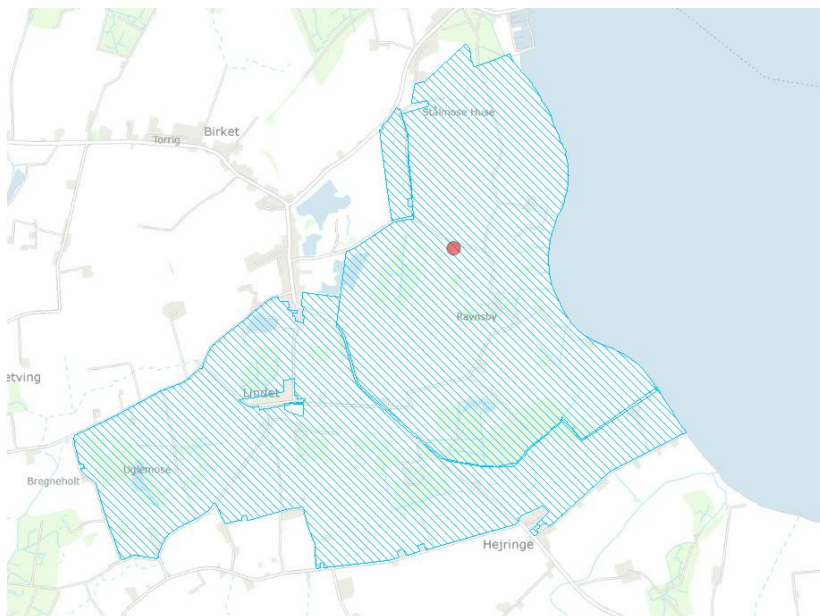 Stålmose Huse
Birket
Torrig
Ravnsby
etving
Lindet
Uglemose
Bregneholt
Hejringe